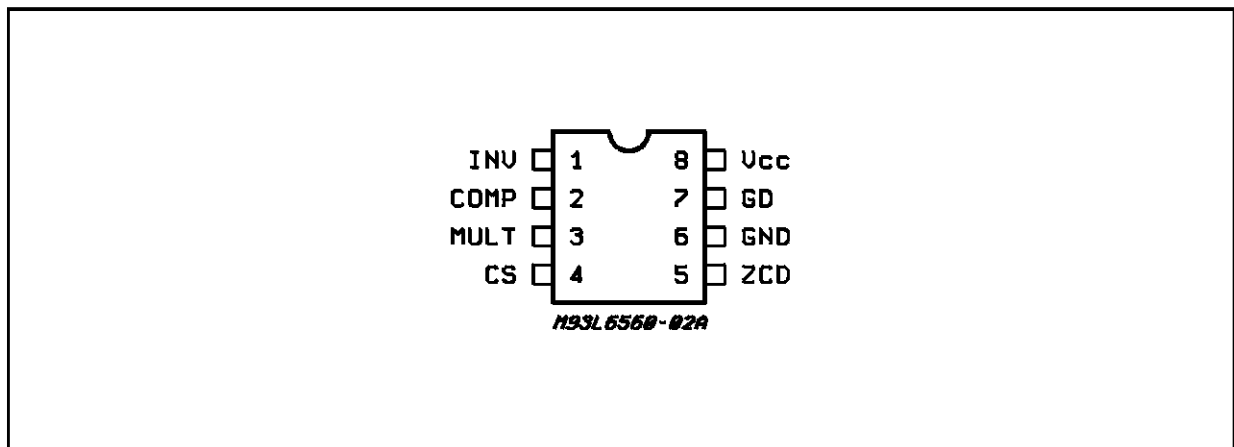 INV 1 8 Vcc
COMP 2 7 GD
MULT 3 6 GND
CS 4 5 ZCD
M93L6560-02A